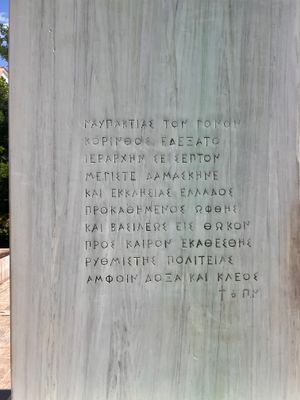 ΝΑΥΠΑΚΤΙΑΣ ΤΟΝ ΓΟΝΟΝ
ΚΟΡΙΝΘΟΣ ΕΔΕΞΑΤΟ
ΙΕΡΑΡΧΗΝ ΣΕ ΣΕΠΤΟΝ
ΜΕΓΙΣΤΕ ΔΑΜΑΣΚΗΝΕ
ΚΑΙ ΕΚΚΛΗΣΙΑΣ ΕΛΛΑΔΟΣ
ΠΡΟΚΑΘΗΜΕΝΟΣ ΩΦΘΗΣ
ΚΑΙ ΒΑΣΙΛΕΩΣ ΕΙΣ ΘΩΚΟΝ
ΠΡΟΣ ΚΑΙΡΟΝ ΕΚΑΘΕΣΘΗΣ
ΡΥΘΜΙΣΤΗΣ ΠΟΛΙΤΕΙΑΣ
ΑΜΦΟΙΝ ΔΟΞΑ ΚΑΙ ΚΛΕΟΣ